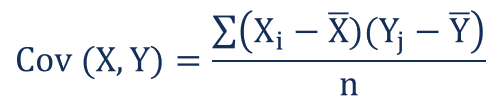 Cov (X, Y) = ∑(Xᵢ − X̅)(Yⱼ − Y̅) / n